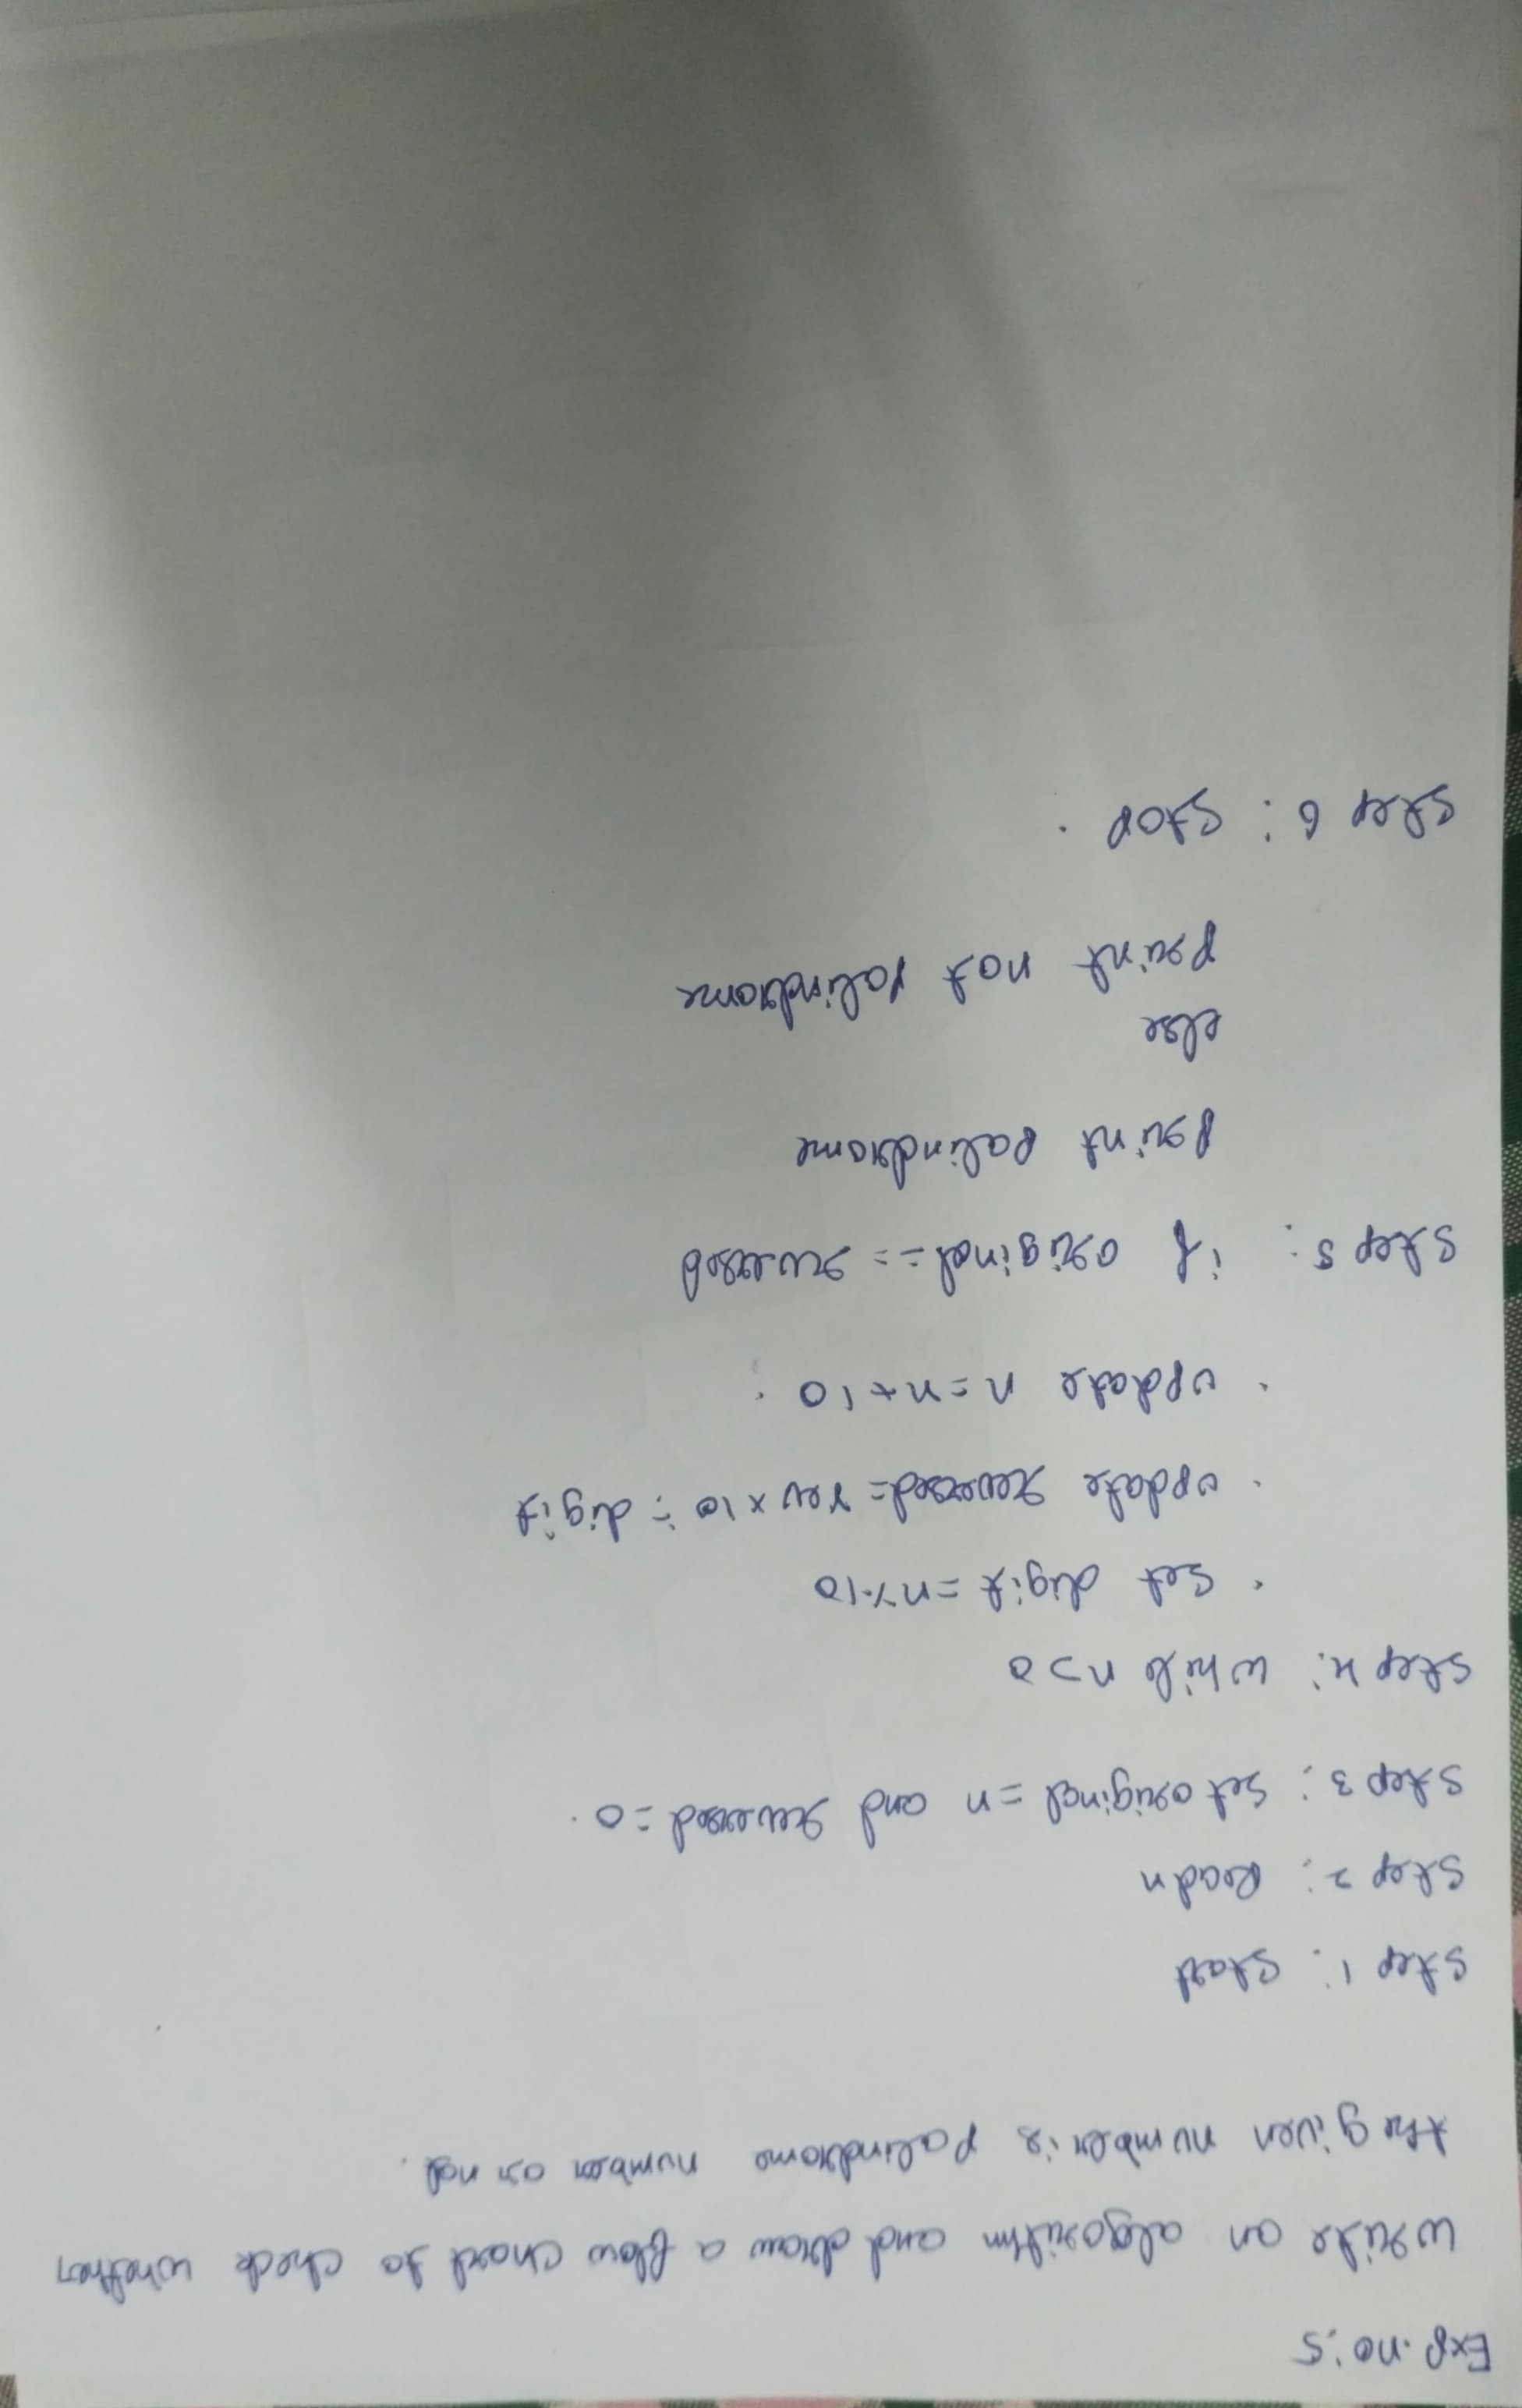 Exp.no:5
write an algorithm and draw a flow chart to check whether
the given number is palindrome number or not.
Step 1: Start
Step 2: Read n
Step 3: Set original = n and reversed = 0.
Step 4: while n>0
. Set digit = n%10
. update reversed = rev × 10 ÷ digit
. update n = n + 10.
Step 5: if original == reversed
print palindrome
else
print not palindrome
Step 6: Stop.